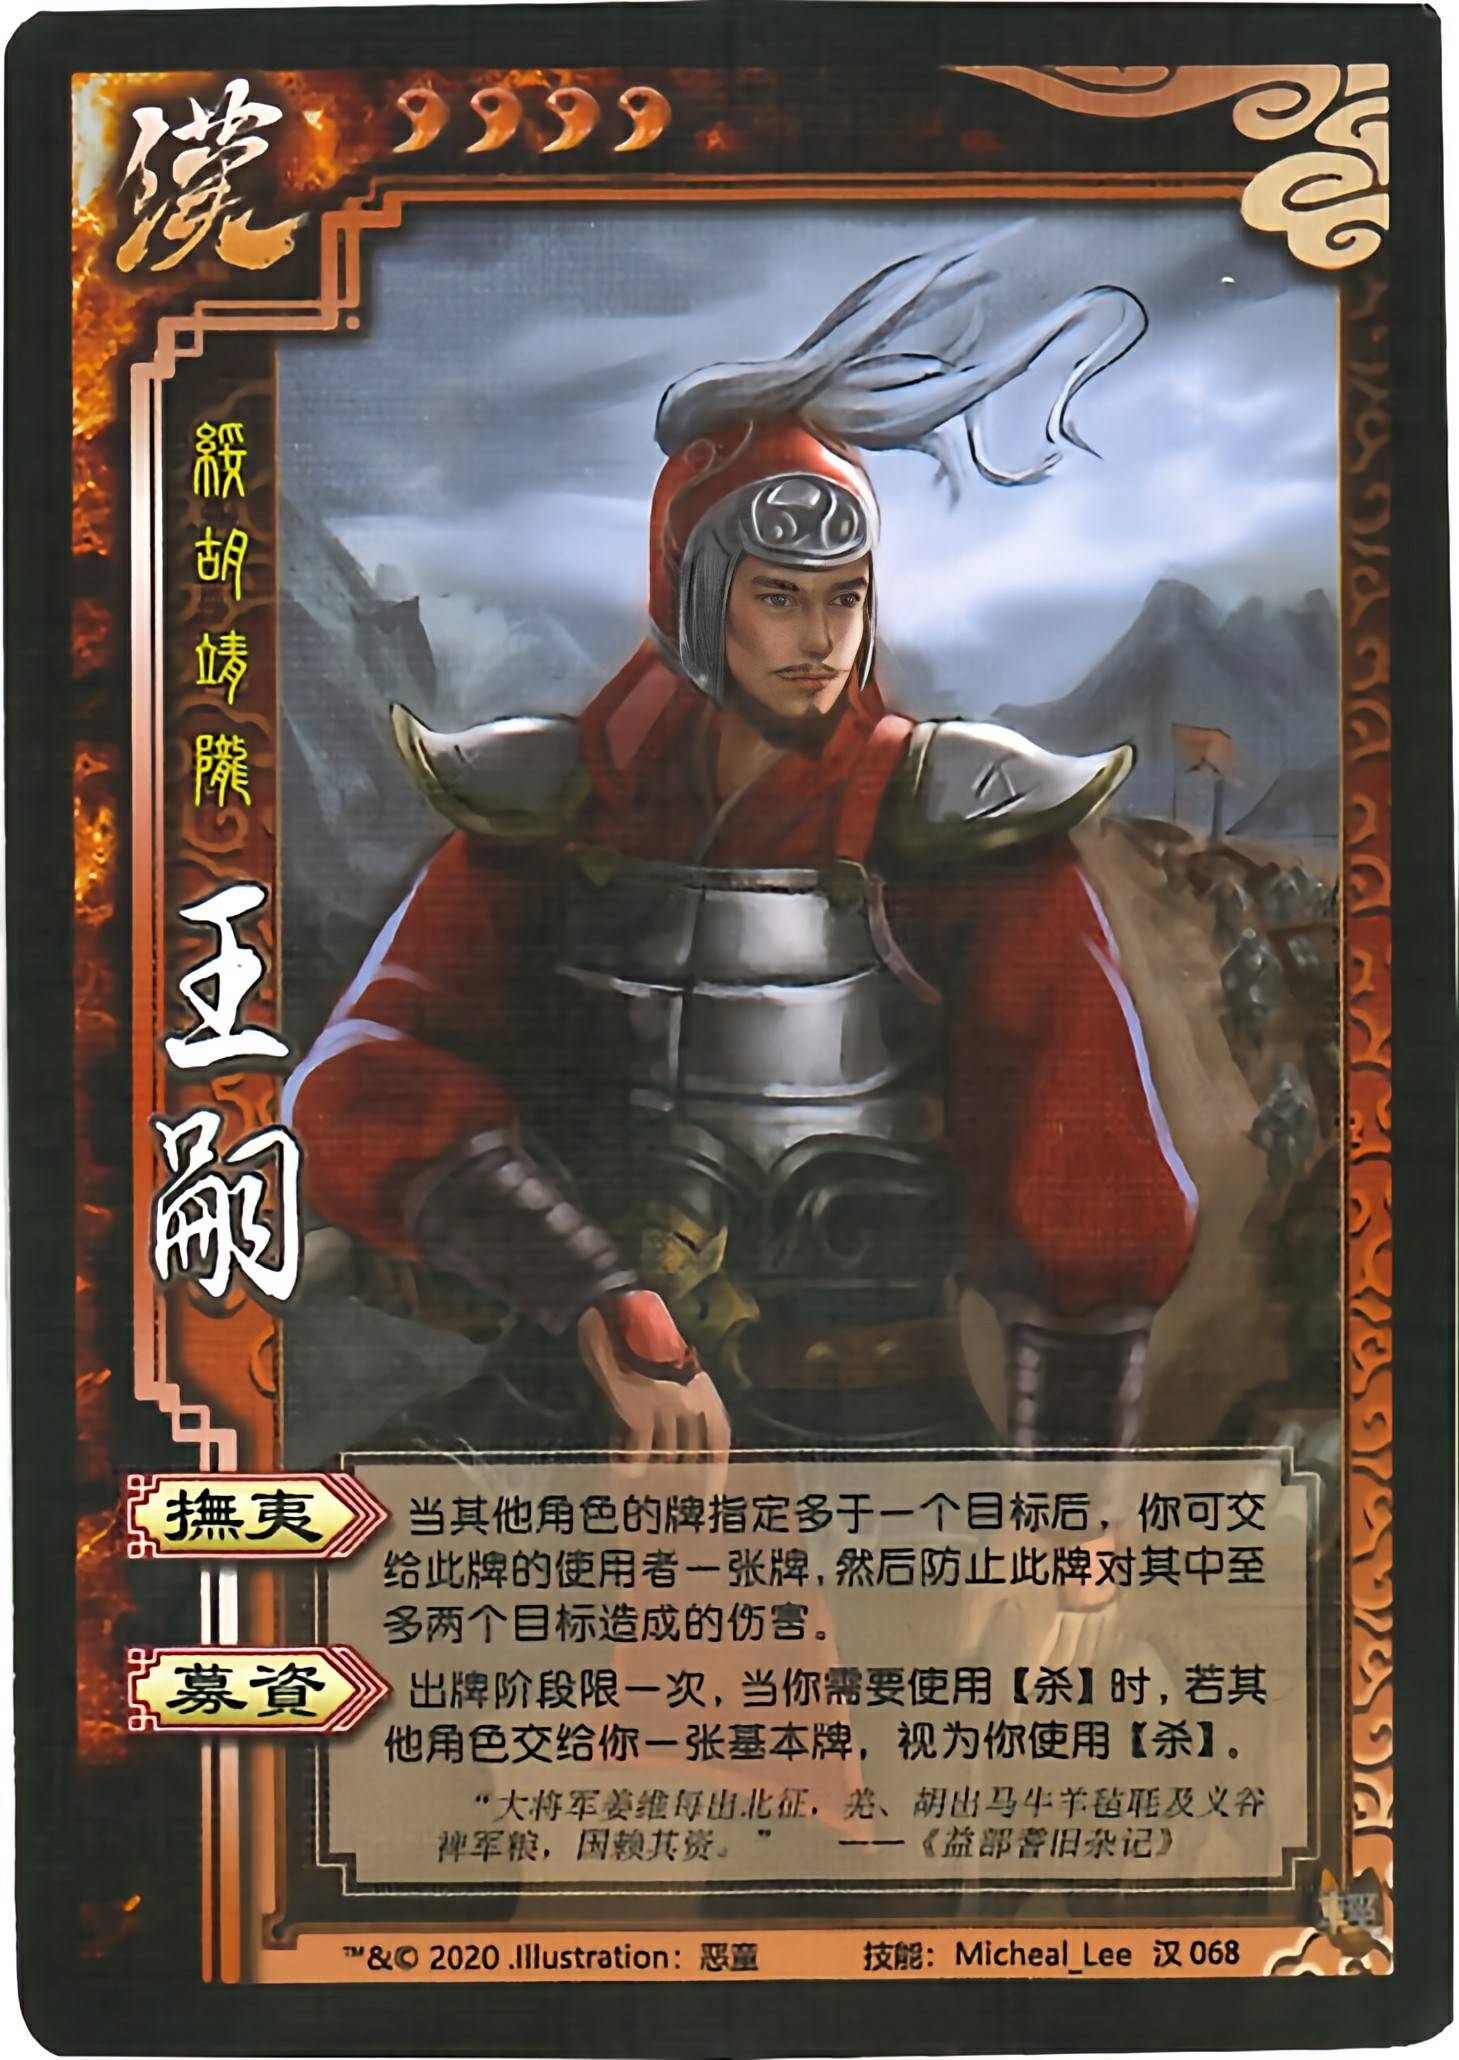 漢
綏胡靖隴
王嗣
撫夷
当其他角色的牌指定多于一个目标后，你可交
给此牌的使用者一张牌，然后防止此牌对其中至
多两个目标造成的伤害。
募資
出牌阶段限一次，当你需要使用【杀】时，若其
他角色交给你一张基本牌，视为你使用【杀】。
“大将军姜维每出北征，羌、胡出马牛羊毡毦及义谷
裨军粮，国赖其资。”——《益部耆旧杂记》
™&© 2020 .Illustration：恶童 技能：Micheal_Lee 汉 068